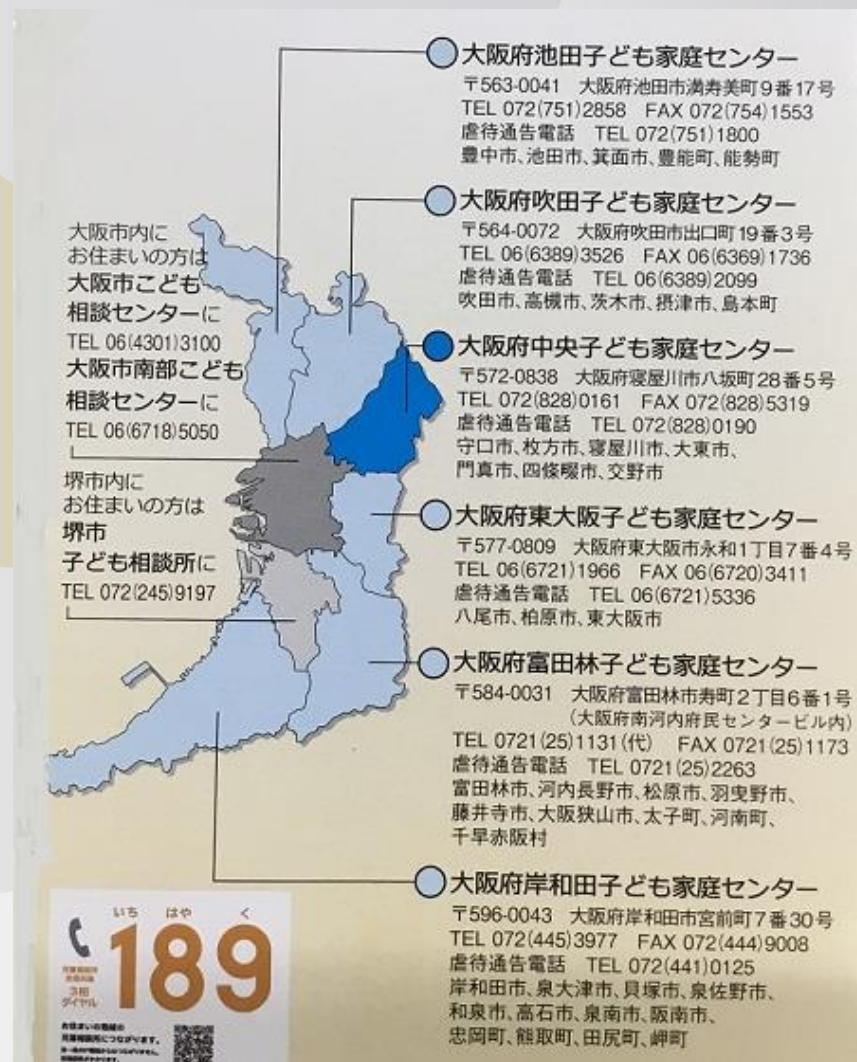 大阪府池田子ども家庭センター
〒563-0041 大阪府池田市満寿美町9番17号
TEL 072(751)2858 FAX 072(754)1553
虐待通告電話 TEL 072(751)1800
豊中市、池田市、箕面市、豊能町、能勢町
大阪府吹田子ども家庭センター
〒564-0072 大阪府吹田市出口町19番3号
TEL 06(6389)3526 FAX 06(6369)1736
虐待通告電話 TEL 06(6389)2099
吹田市、高槻市、茨木市、摂津市、島本町
大阪府中央子ども家庭センター
〒572-0838 大阪府寝屋川市八坂町28番5号
TEL 072(828)0161 FAX 072(828)5319
虐待通告電話 TEL 072(828)0190
守口市、枚方市、寝屋川市、大東市、
門真市、四條畷市、交野市
大阪府東大阪子ども家庭センター
〒577-0809 大阪府東大阪市永和1丁目7番4号
TEL 06(6721)1966 FAX 06(6720)3411
虐待通告電話 TEL 06(6721)5336
八尾市、柏原市、東大阪市
大阪府富田林子ども家庭センター
〒584-0031 大阪府富田林市寿町2丁目6番1号
(大阪府南河内府民センタービル内)
TEL 0721(25)1131(代) FAX 0721(25)1173
虐待通告電話 TEL 0721(25)2263
富田林市、河内長野市、松原市、羽曳野市、
藤井寺市、大阪狭山市、太子町、河南町、
千早赤阪村
大阪府岸和田子ども家庭センター
〒596-0043 大阪府岸和田市宮前町7番30号
TEL 072(445)3977 FAX 072(444)9008
虐待通告電話 TEL 072(441)0125
岸和田市、泉大津市、貝塚市、泉佐野市、
和泉市、高石市、泉南市、阪南市、
忠岡町、熊取町、田尻町、岬町
大阪市内に
お住まいの方は
大阪市こども
相談センターに
TEL 06(4301)3100
大阪市南部こども
相談センターに
TEL 06(6718)5050
堺市内に
お住まいの方は
堺市
子ども相談所に
TEL 072(245)9197
いち はや く
189
3桁
ダイヤル
お住まいの地域の
児童相談所につながります。